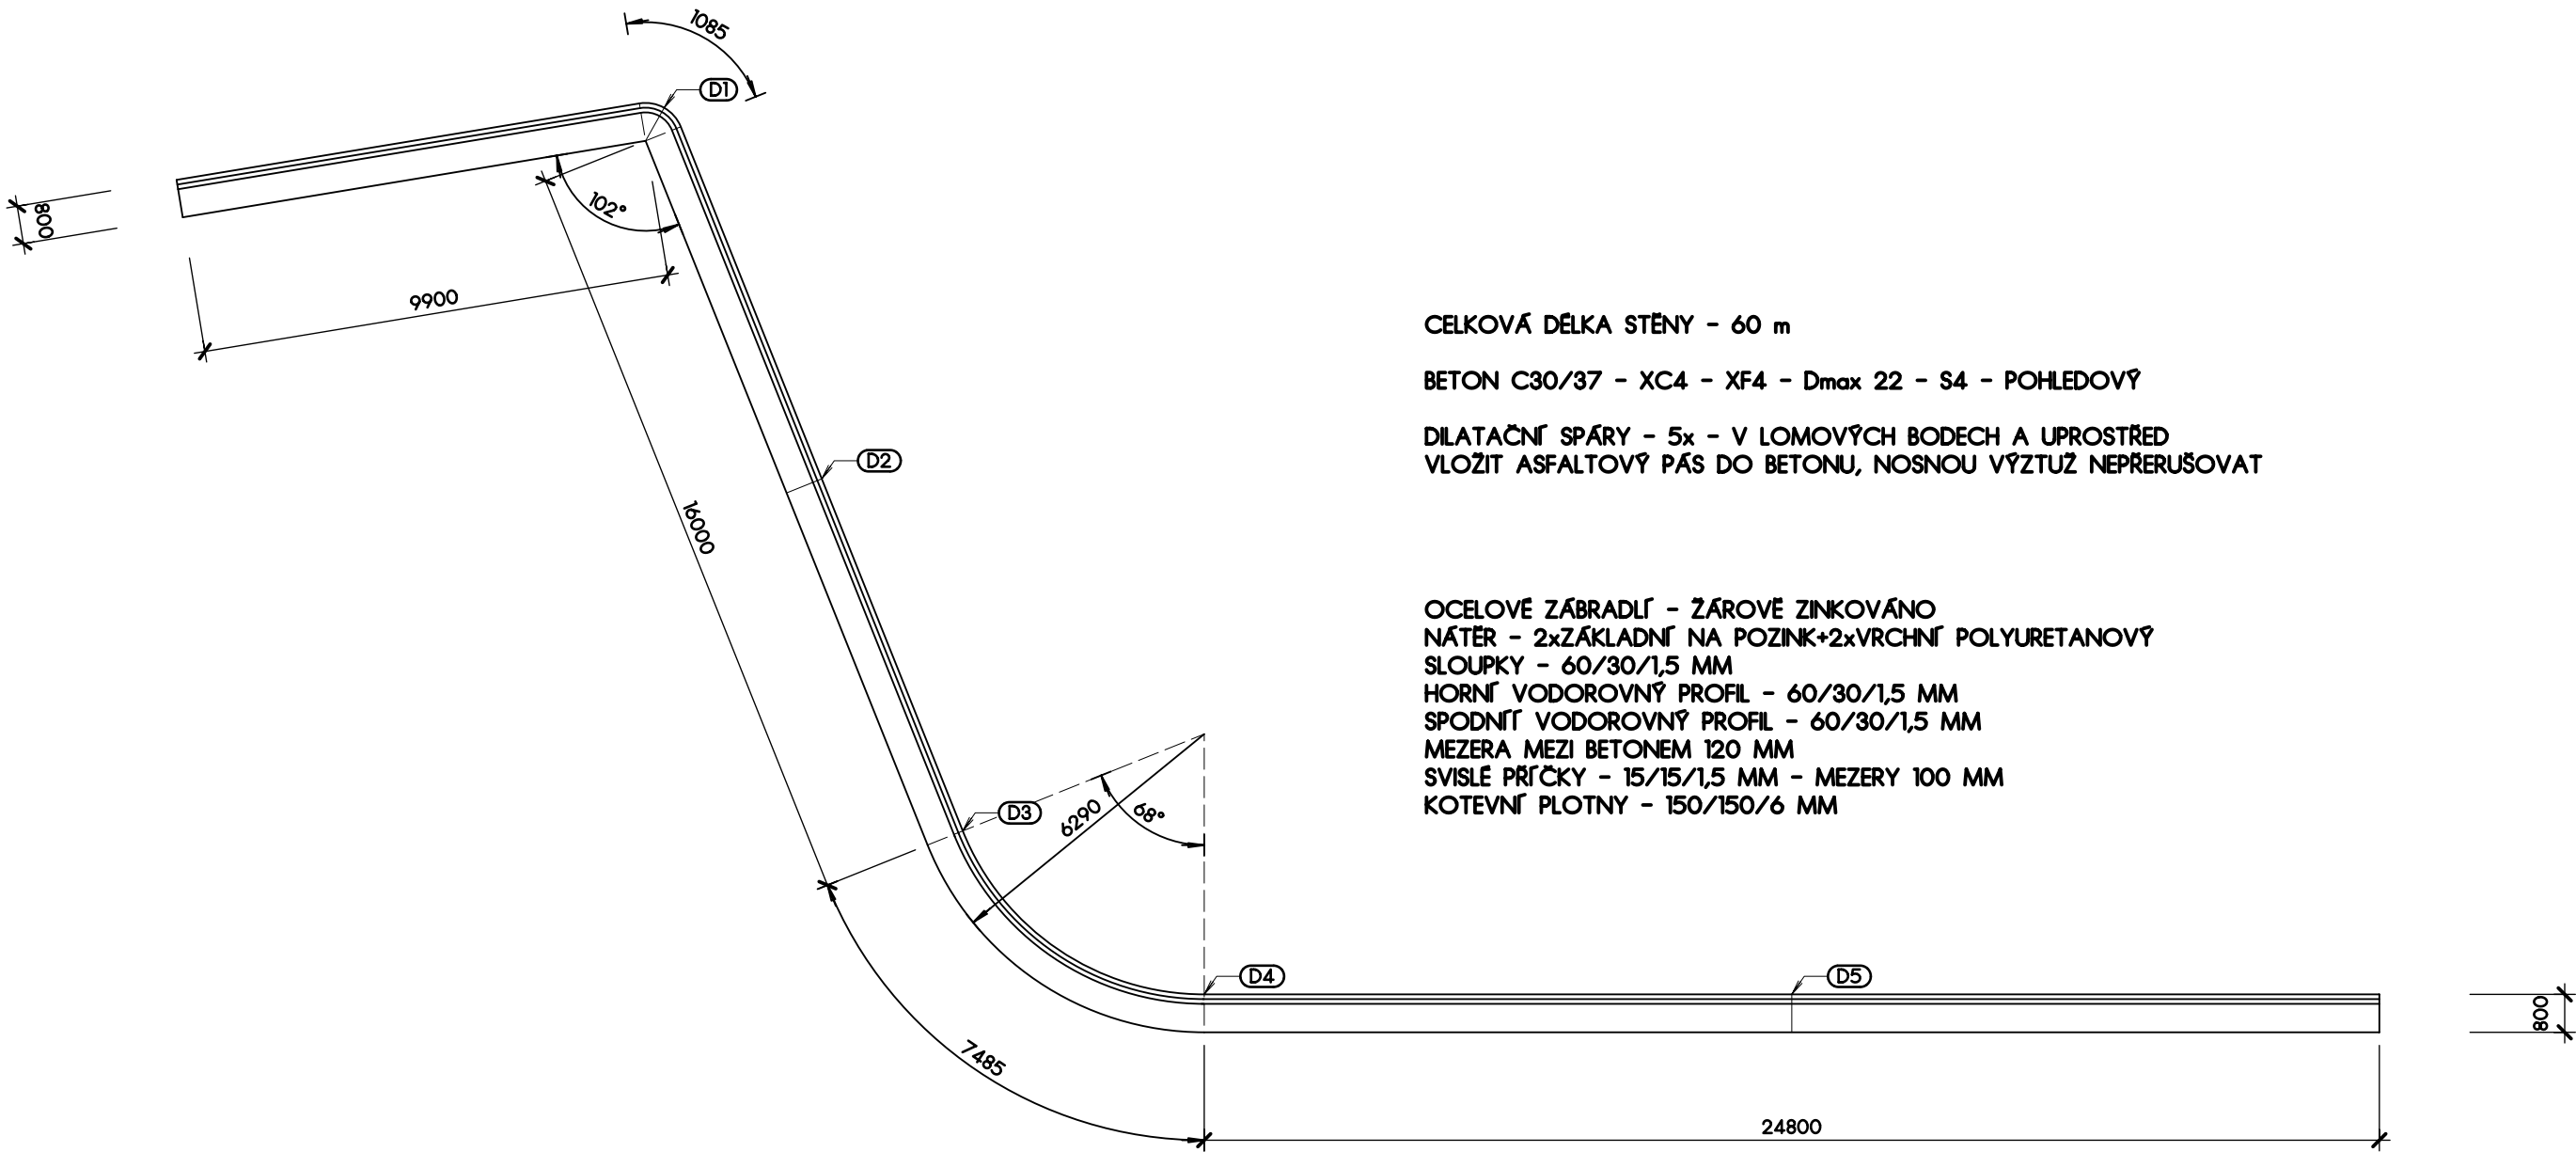 1085
D1
800
102°
9900
CELKOVÁ DÉLKA STĚNY - 60 m
BETON C30/37 - XC4 - XF4 - Dmax 22 - S4 - POHLEDOVÝ
DILATAČNÍ SPÁRY - 5x - V LOMOVÝCH BODECH A UPROSTŘED
VLOŽIT ASFALTOVÝ PÁS DO BETONU, NOSNOU VÝZTUŽ NEPŘERUŠOVAT
D2
16000
OCELOVÉ ZÁBRADLÍ - ŽÁROVĚ ZINKOVÁNO
NÁTĚR - 2xZÁKLADNÍ NA POZINK+2xVRCHNÍ POLYURETANOVÝ
SLOUPKY - 60/30/1,5 MM
HORNÍ VODOROVNÝ PROFIL - 60/30/1,5 MM
SPODNÍÍ VODOROVNÝ PROFIL - 60/30/1,5 MM
MEZERA MEZI BETONEM 120 MM
SVISLÉ PŘÍČKY - 15/15/1,5 MM - MEZERY 100 MM
KOTEVNÍ PLOTNY - 150/150/6 MM
D3
6290
68°
D4
D5
800
7485
24800